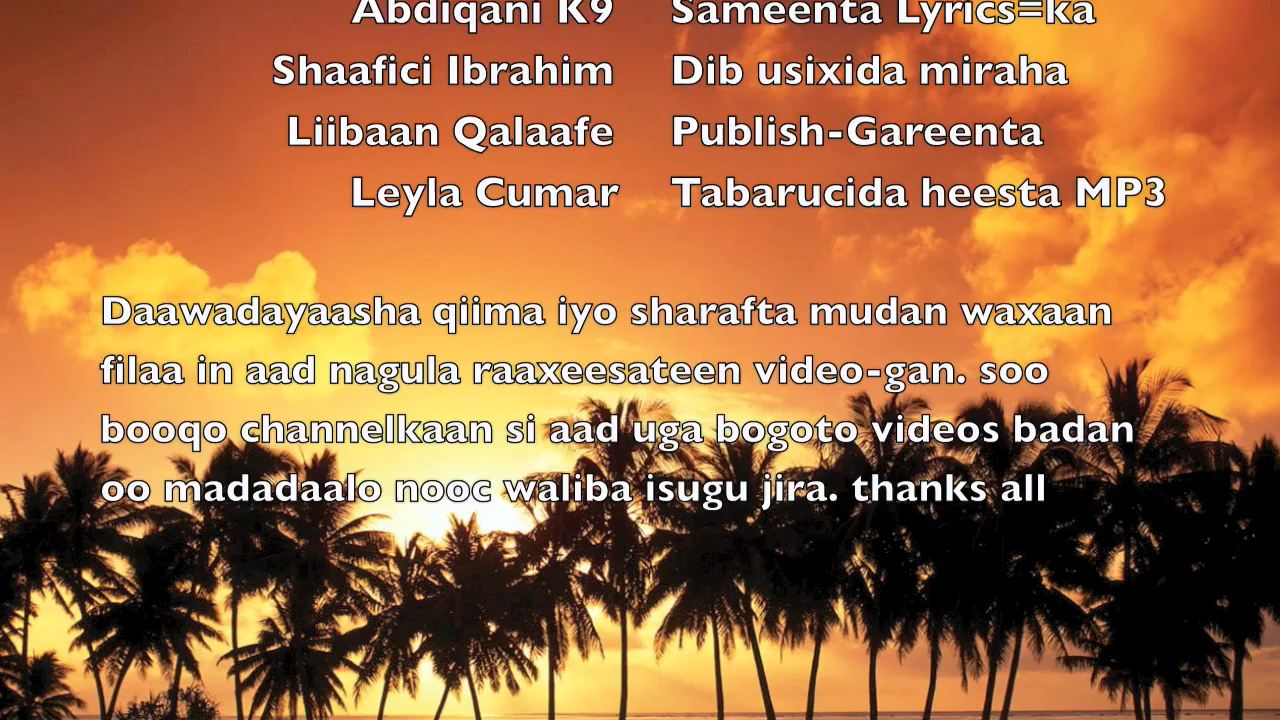 Abdiqani K9 Sameenta Lyrics=ka
Shaafici Ibrahim Dib usixida miraha
Liibaan Qalaafe Publish-Gareenta
Leyla Cumar Tabarucida heesta MP3
Daawadayaasha qiima iyo sharafta mudan waxaan
filaa in aad nagula raaxeesateen video-gan. soo
booqo channelkaan si aad uga bogoto videos badan
oo madadaalo nooc waliba isugu jira. thanks all